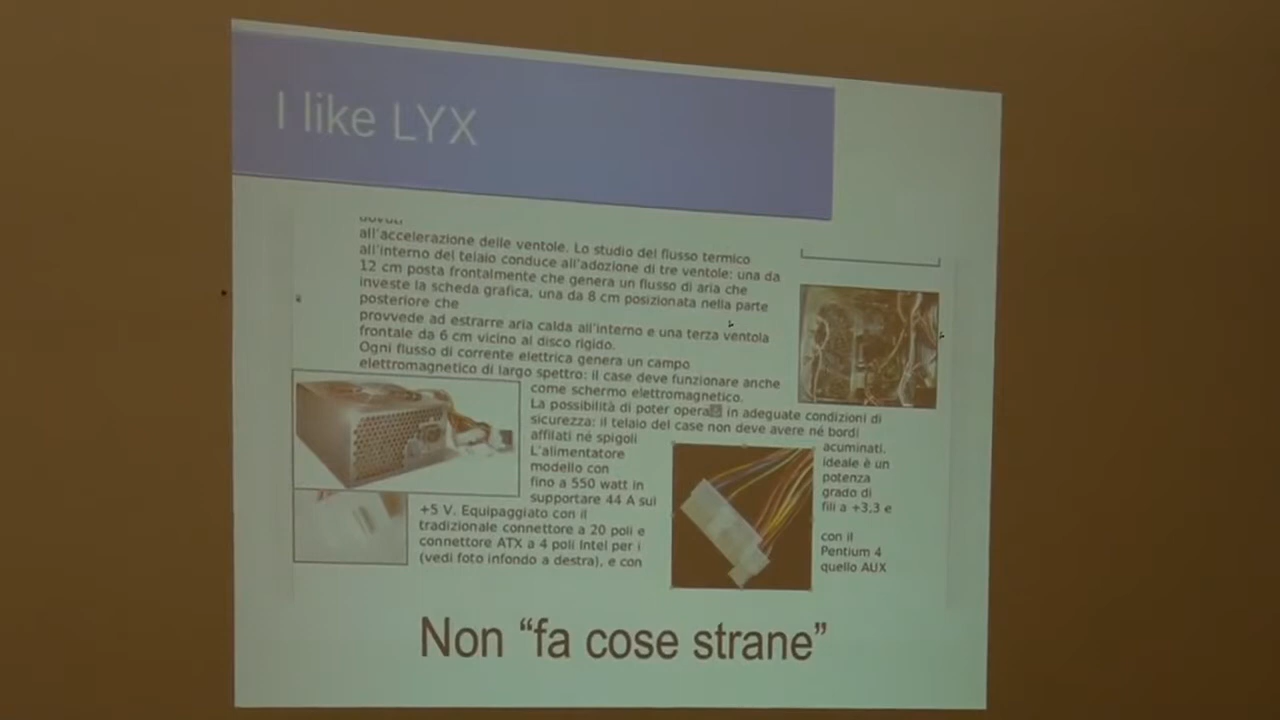 I like LYX
all'accelerazione delle ventole. Lo studio del flusso termico
all'interno del telaio conduce all'adozione di tre ventole: una da
12 cm posta frontalmente che genera un flusso di aria che
investe la scheda grafica, una da 8 cm posizionata nella parte
posteriore che
provvede ad estrarre aria calda all'interno e una terza ventola
frontale da 6 cm vicino al disco rigido.
Ogni flusso di corrente elettrica genera un campo
elettromagnetico di largo spettro: il case deve funzionare anche
come schermo elettromagnetico.
La possibilità di poter opera in adeguate condizioni di
sicurezza: il telaio del case non deve avere né bordi
affilati né spigoli acuminati.
L'alimentatore ideale è un
modello con potenza
fino a 550 watt in grado di
supportare 44 A sui fili a +3,3 e
+5 V. Equipaggiato con il
tradizionale connettore a 20 poli e con il
connettore ATX a 4 poli Intel per i Pentium 4
(vedi foto infondo a destra), e con quello AUX
Non “fa cose strane”